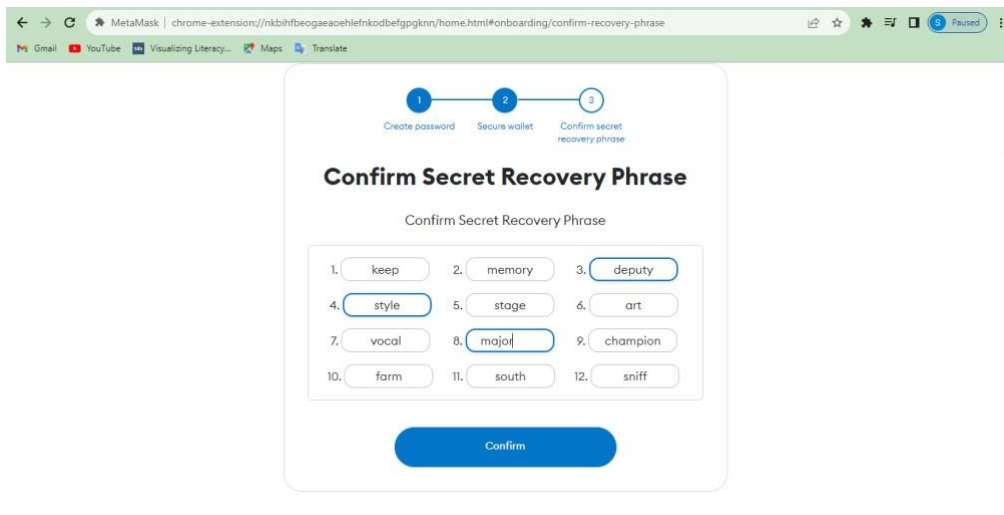 MetaMask | chrome-extension://nkbihfbeogaeaoehlefnkodbefgpgknn/home.html#onboarding/confirm-recovery-phrase S Paused
Gmail YouTube Visualizing Literacy... Maps Translate
1 2 3
Create password Secure wallet Confirm secret
recovery phrase
Confirm Secret Recovery Phrase
Confirm Secret Recovery Phrase
1. keep 2. memory 3. deputy
4. style 5. stage 6. art
7. vocal 8. major 9. champion
10. farm 11. south 12. sniff
Confirm